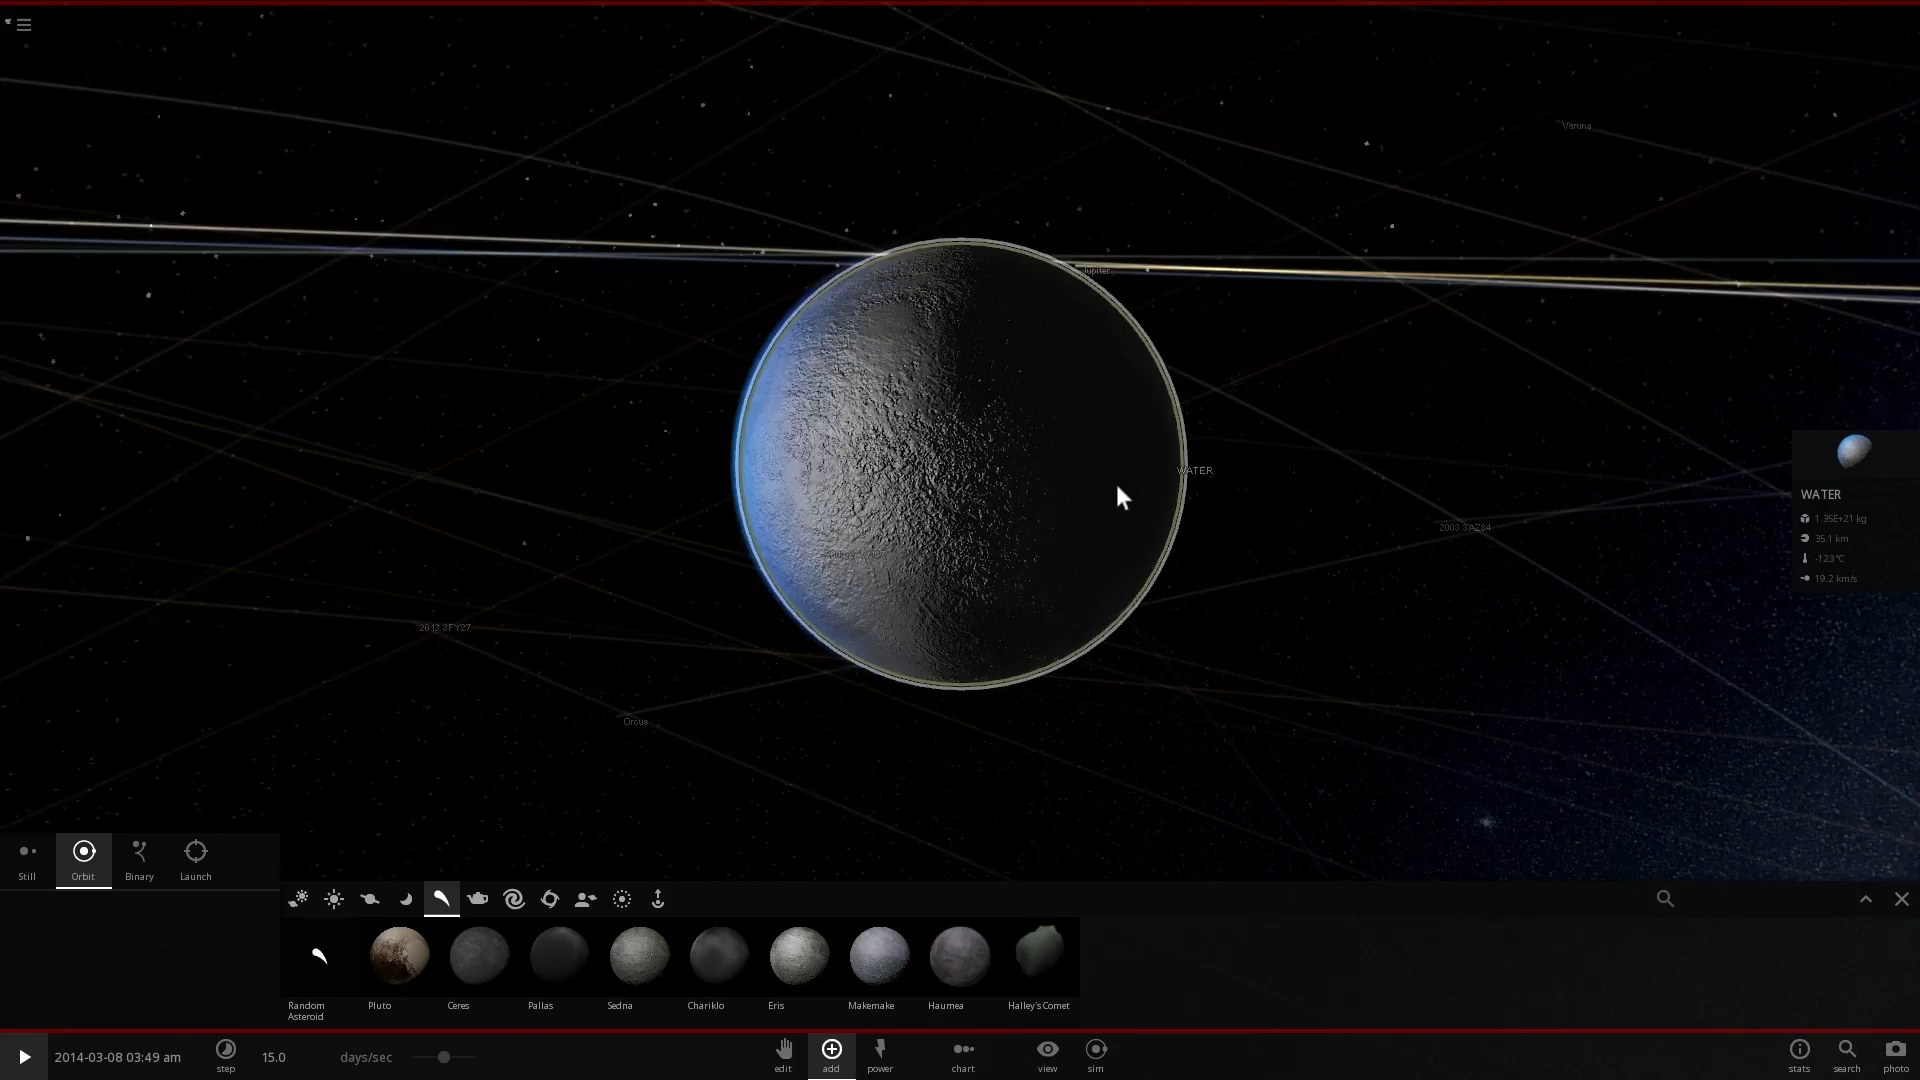 Varuna
Jupiter
WATER
2003 3AZ84
2013 3FY27
Orcus
WATER
1.35E+21 kg
35.1 km
-123℃
19.2 km/s
Still
Orbit
Binary
Launch
Random
Asteroid
Pluto
Ceres
Pallas
Sedna
Chariklo
Eris
Makemake
Haumea
Halley's Comet
2014-03-08 03:49 am
step
15.0
days/sec
edit
add
power
chart
view
sim
stats
search
photo